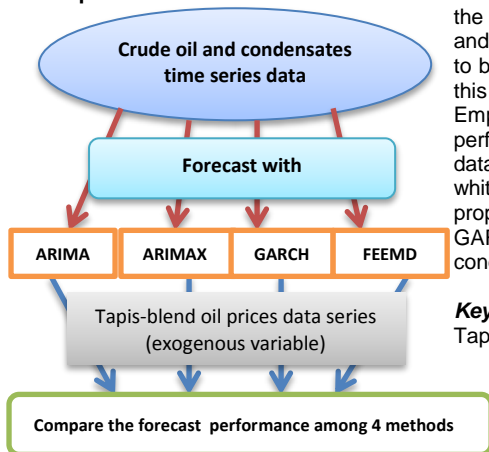 Crude oil and condensates
time series data
Forecast with
ARIMA ARIMAX GARCH FEEMD
Tapis-blend oil prices data series
(exogenous variable)
Compare the forecast performance among 4 methods
the
and
to b
this
Emp
perf
data
whit
prop
GAR
cond
Key
Tap